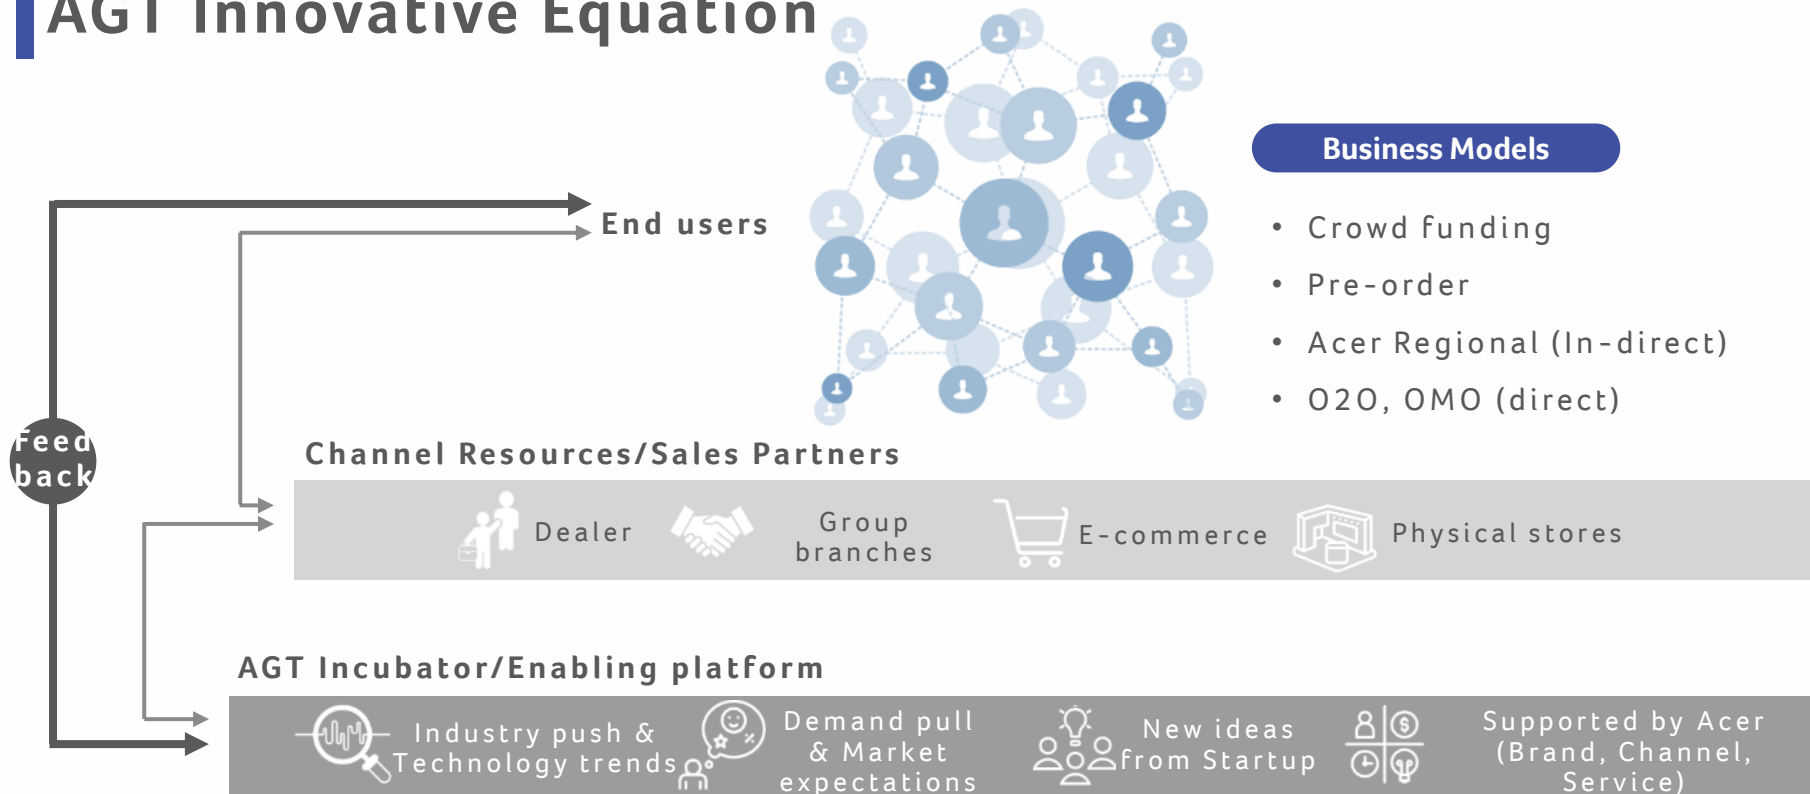 AGT Innovative Equation
Business Models
End users
• Crowd funding
• Pre-order
• Acer Regional (In-direct)
• O2O, OMO (direct)
Feed
back
Channel Resources/Sales Partners
Dealer
Group
branches
E-commerce
Physical stores
AGT Incubator/Enabling platform
Industry push &
Technology trends
Demand pull
& Market
expectations
New ideas
from Startup
Supported by Acer
(Brand, Channel,
Service)